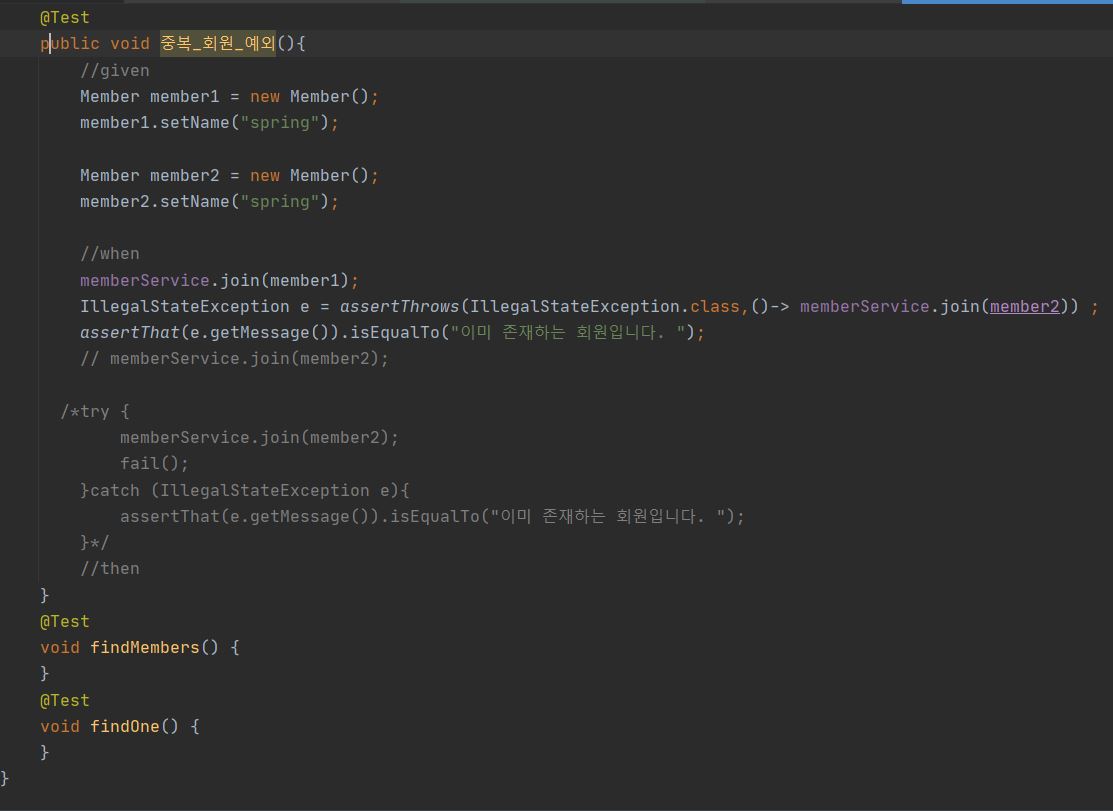 @Test
public void 중복_회원_예외(){
//given
Member member1 = new Member();
member1.setName("spring");
Member member2 = new Member();
member2.setName("spring");
//when
memberService.join(member1);
IllegalStateException e = assertThrows(IllegalStateException.class,()-> memberService.join(member2)) ;
assertThat(e.getMessage()).isEqualTo("이미 존재하는 회원입니다. ");
// memberService.join(member2);
/*try {
memberService.join(member2);
fail();
}catch (IllegalStateException e){
assertThat(e.getMessage()).isEqualTo("이미 존재하는 회원입니다. ");
}*/
//then
}
@Test
void findMembers() {
}
@Test
void findOne() {
}
}